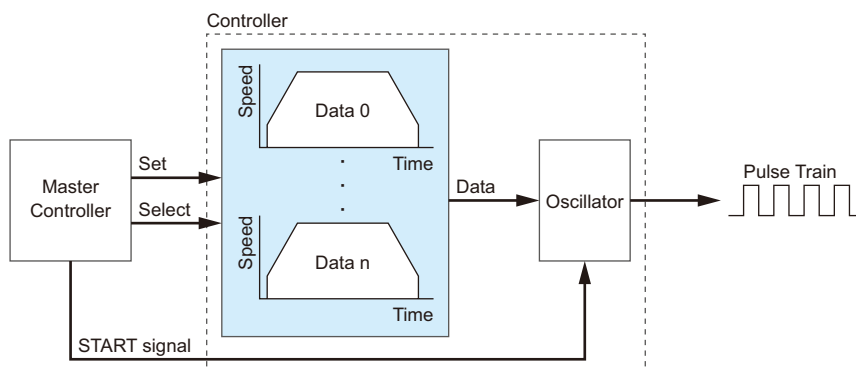 Controller
Speed
Data 0
Time
Set
Master
Controller
Select
Data
Oscillator
Pulse Train
Speed
Data n
Time
START signal